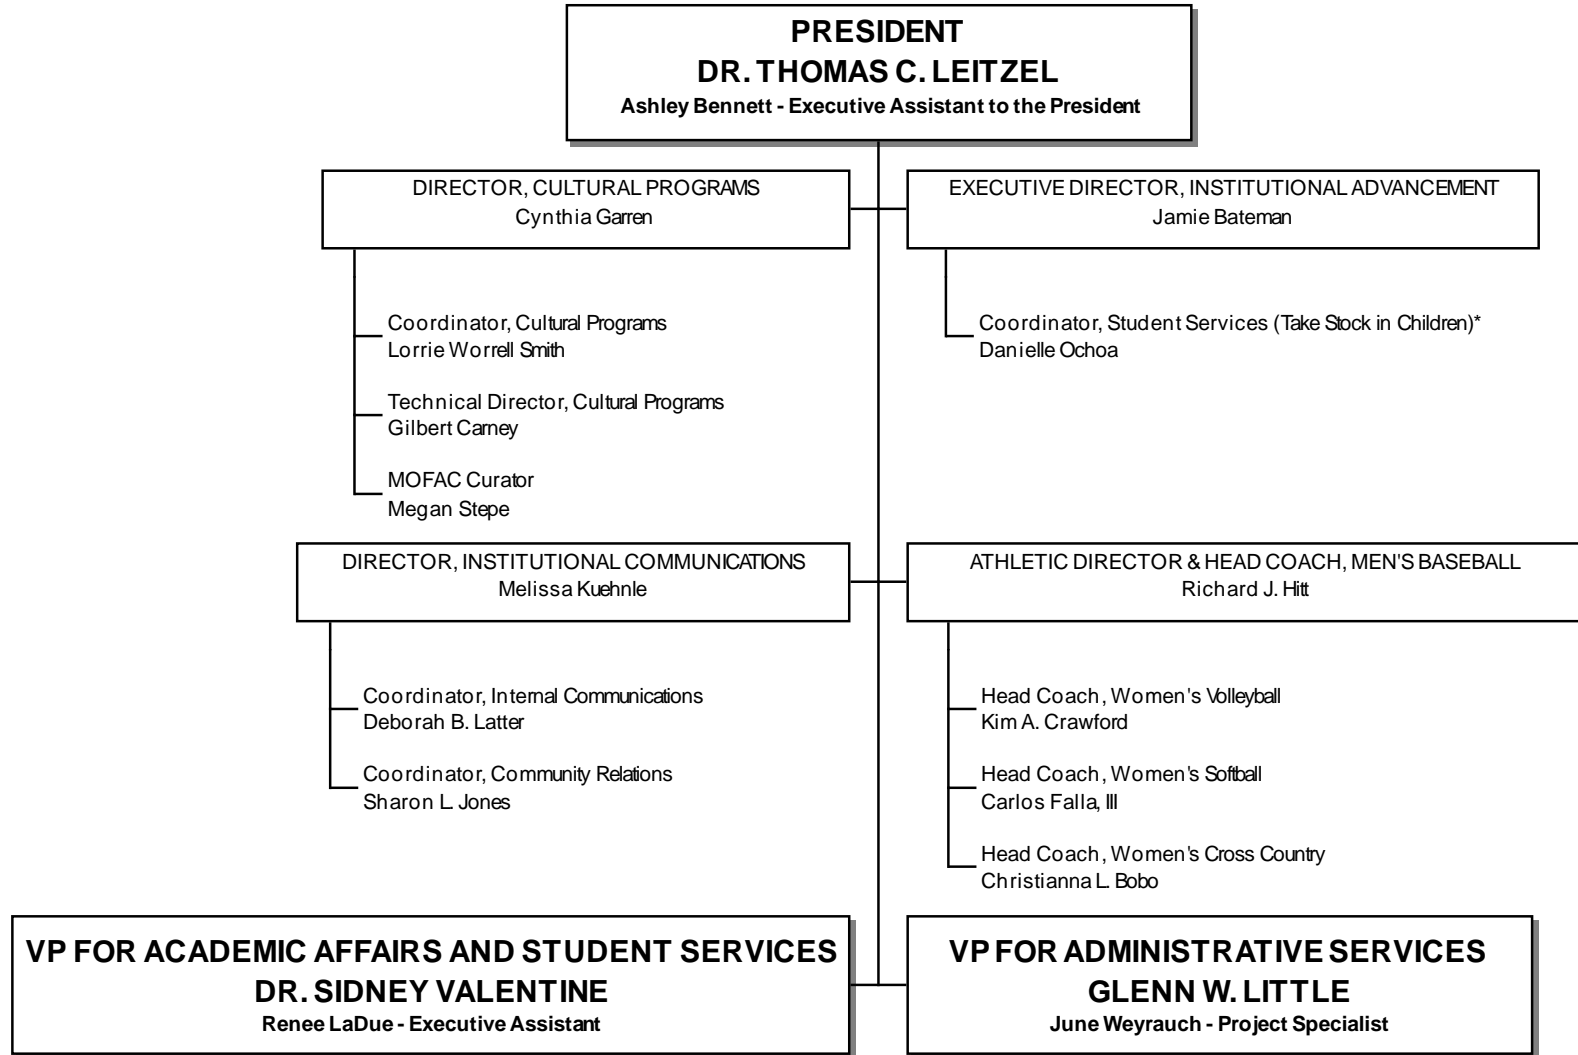 PRESIDENT
DR. THOMAS C. LEITZEL
Ashley Bennett - Executive Assistant to the President
DIRECTOR, CULTURAL PROGRAMS
Cynthia Garren
Coordinator, Cultural Programs
Lorrie Worrell Smith
Technical Director, Cultural Programs
Gilbert Carney
MOFAC Curator
Megan Stepe
EXECUTIVE DIRECTOR, INSTITUTIONAL ADVANCEMENT
Jamie Bateman
Coordinator, Student Services (Take Stock in Children)*
Danielle Ochoa
DIRECTOR, INSTITUTIONAL COMMUNICATIONS
Melissa Kuehnle
Coordinator, Internal Communications
Deborah B. Latter
Coordinator, Community Relations
Sharon L. Jones
ATHLETIC DIRECTOR & HEAD COACH, MEN'S BASEBALL
Richard J. Hitt
Head Coach, Women's Volleyball
Kim A. Crawford
Head Coach, Women's Softball
Carlos Falla, III
Head Coach, Women's Cross Country
Christianna L. Bobo
VP FOR ACADEMIC AFFAIRS AND STUDENT SERVICES
DR. SIDNEY VALENTINE
Renee LaDue - Executive Assistant
VP FOR ADMINISTRATIVE SERVICES
GLENN W. LITTLE
June Weyrauch - Project Specialist